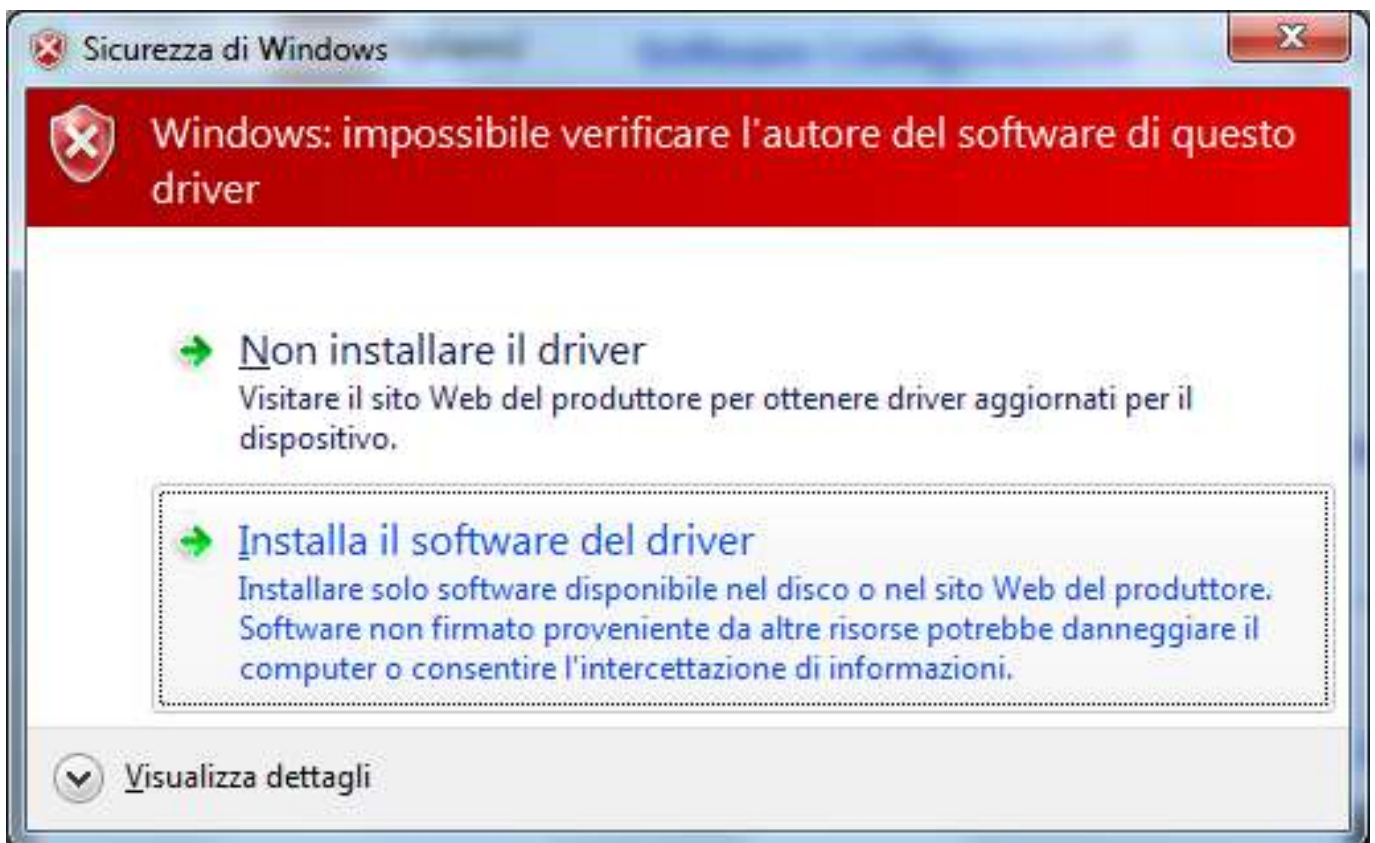 Sicurezza di Windows
Windows: impossibile verificare l'autore del software di questo
driver
Non installare il driver
Visitare il sito Web del produttore per ottenere driver aggiornati per il
dispositivo.
Installa il software del driver
Installare solo software disponibile nel disco o nel sito Web del produttore.
Software non firmato proveniente da altre risorse potrebbe danneggiare il
computer o consentire l'intercettazione di informazioni.
Visualizza dettagli